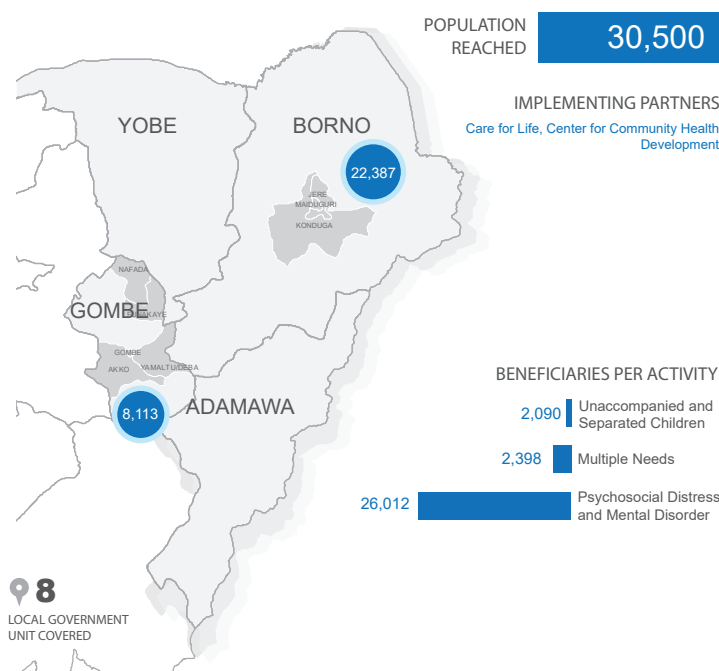 POPULATION
REACHED
30,500
IMPLEMENTING PARTNERS
Care for Life, Center for Community Health
Development
YOBE
BORNO
22,387
JERE
MAIDUGURI
KONDUGA
NAFADA
GOMBE
GOMBE
AKKO
YAMALTU/DEBA
8,113
ADAMAWA
BENEFICIARIES PER ACTIVITY
2,090
Unaccompanied and
Separated Children
2,398
Multiple Needs
26,012
Psychosocial Distress
and Mental Disorder
8
LOCAL GOVERNMENT
UNIT COVERED